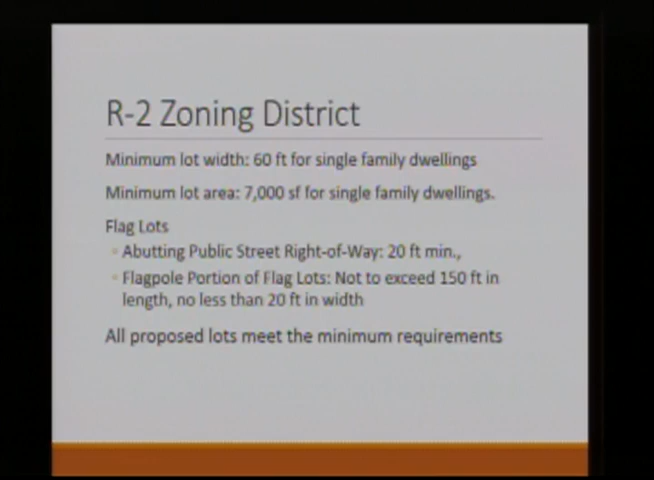 R-2 Zoning District
Minimum lot width: 60 ft for single family dwellings
Minimum lot area: 7,000 sf for single family dwellings.
Flag Lots
Abutting Public Street Right-of-Way: 20 ft min.,
Flagpole Portion of Flag Lots: Not to exceed 150 ft in
length, no less than 20 ft in width
All proposed lots meet the minimum requirements